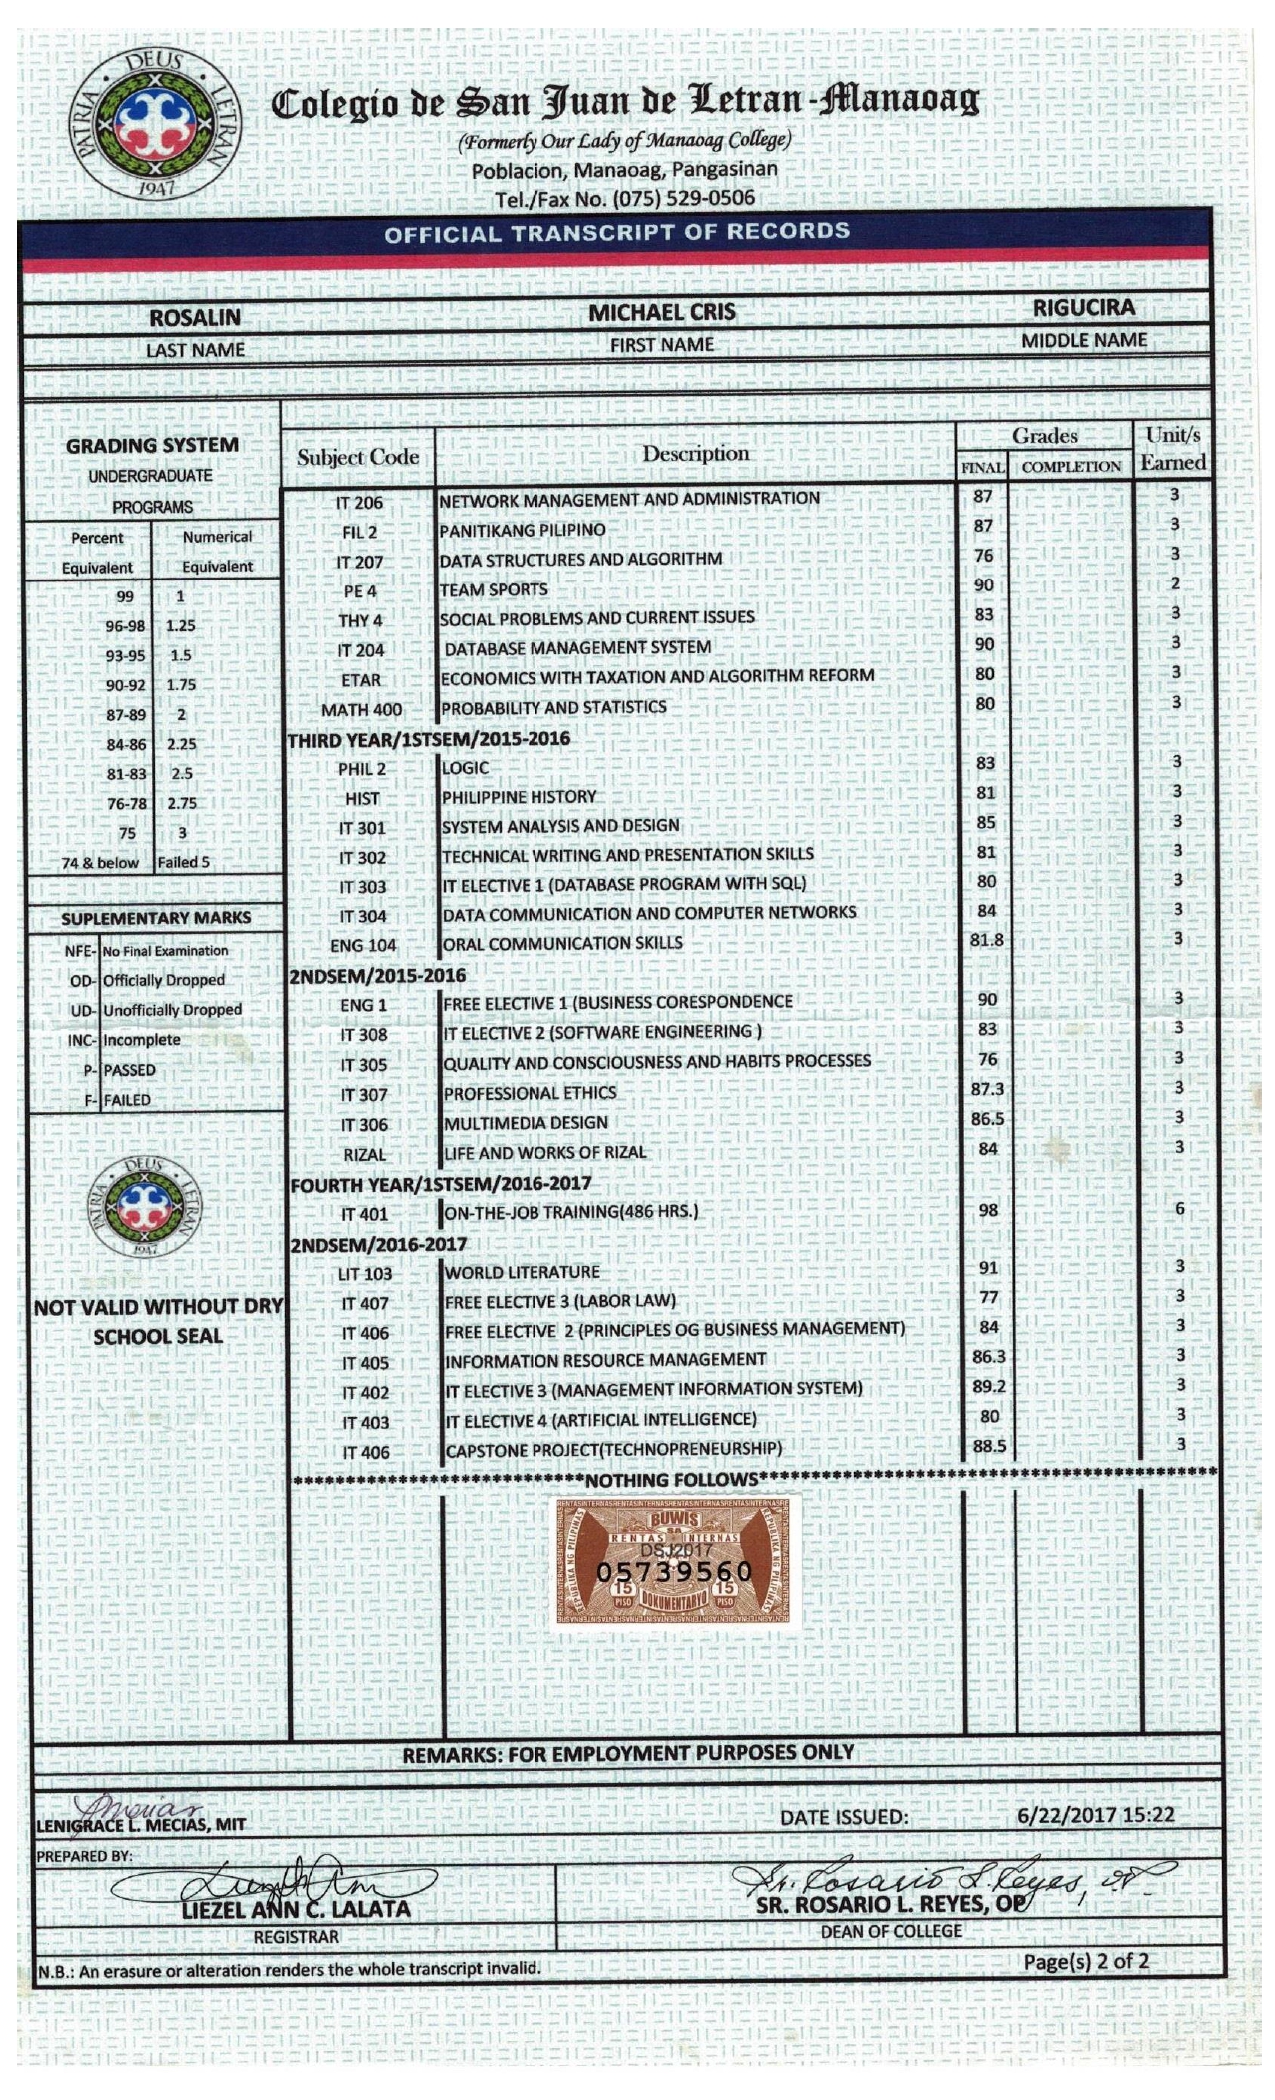 PATRIA · DEUS · LETRAN
1947
Colegio de San Juan de Letran-Manaoag
(Formerly Our Lady of Manaoag College)
Poblacion, Manaoag, Pangasinan
Tel./Fax No. (075) 529-0506
OFFICIAL TRANSCRIPT OF RECORDS
ROSALIN MICHAEL CRIS RIGUCIRA
LAST NAME FIRST NAME MIDDLE NAME
GRADING SYSTEM
UNDERGRADUATE
PROGRAMS
Percent Numerical
Equivalent Equivalent
99 1
96-98 1.25
93-95 1.5
90-92 1.75
87-89 2
84-86 2.25
81-83 2.5
76-78 2.75
75 3
74 & below Failed 5
SUPLEMENTARY MARKS
NFE- No Final Examination
OD- Officially Dropped
UD- Unofficially Dropped
INC- Incomplete
P- PASSED
F- FAILED
PATRIA · DEUS · LETRAN
1947
NOT VALID WITHOUT DRY
SCHOOL SEAL
Subject Code Description Grades Unit/s
FINAL COMPLETION Earned
IT 206 NETWORK MANAGEMENT AND ADMINISTRATION 87 3
FIL 2 PANITIKANG PILIPINO 87 3
IT 207 DATA STRUCTURES AND ALGORITHM 76 3
PE 4 TEAM SPORTS 90 2
THY 4 SOCIAL PROBLEMS AND CURRENT ISSUES 83 3
IT 204 DATABASE MANAGEMENT SYSTEM 90 3
ETAR ECONOMICS WITH TAXATION AND ALGORITHM REFORM 80 3
MATH 400 PROBABILITY AND STATISTICS 80 3
THIRD YEAR/1STSEM/2015-2016
PHIL 2 LOGIC 83 3
HIST PHILIPPINE HISTORY 81 3
IT 301 SYSTEM ANALYSIS AND DESIGN 85 3
IT 302 TECHNICAL WRITING AND PRESENTATION SKILLS 81 3
IT 303 IT ELECTIVE 1 (DATABASE PROGRAM WITH SQL) 80 3
IT 304 DATA COMMUNICATION AND COMPUTER NETWORKS 84 3
ENG 104 ORAL COMMUNICATION SKILLS 81.8 3
2NDSEM/2015-2016
ENG 1 FREE ELECTIVE 1 (BUSINESS CORESPONDENCE 90 3
IT 308 IT ELECTIVE 2 (SOFTWARE ENGINEERING ) 83 3
IT 305 QUALITY AND CONSCIOUSNESS AND HABITS PROCESSES 76 3
IT 307 PROFESSIONAL ETHICS 87.3 3
IT 306 MULTIMEDIA DESIGN 86.5 3
RIZAL LIFE AND WORKS OF RIZAL 84 3
FOURTH YEAR/1STSEM/2016-2017
IT 401 ON-THE-JOB TRAINING(486 HRS.) 98 6
2NDSEM/2016-2017
LIT 103 WORLD LITERATURE 91 3
IT 407 FREE ELECTIVE 3 (LABOR LAW) 77 3
IT 406 FREE ELECTIVE 2 (PRINCIPLES OG BUSINESS MANAGEMENT) 84 3
IT 405 INFORMATION RESOURCE MANAGEMENT 86.3 3
IT 402 IT ELECTIVE 3 (MANAGEMENT INFORMATION SYSTEM) 89.2 3
IT 403 IT ELECTIVE 4 (ARTIFICIAL INTELLIGENCE) 80 3
IT 406 CAPSTONE PROJECT(TECHNOPRENEURSHIP) 88.5 3
****************************NOTHING FOLLOWS********************************************
BUWIS
SA
RENTAS INTERNAS
REPUBLIKA NG PILIPINAS
DSJ2017
05739560
15 PISO DOKUMENTARYO 15 PISO
REMARKS: FOR EMPLOYMENT PURPOSES ONLY
LENIGRACE L. MECIAS, MIT DATE ISSUED: 6/22/2017 15:22
PREPARED BY:
Sr. Rosario L. Reyes, OP
LIEZEL ANN C. LALATA SR. ROSARIO L. REYES, OP
REGISTRAR DEAN OF COLLEGE
N.B.: An erasure or alteration renders the whole transcript invalid. Page(s) 2 of 2